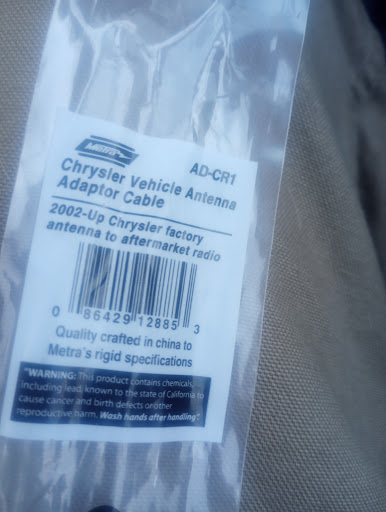 METRA
AD-CR1
Chrysler Vehicle Antenna
Adaptor Cable
2002-Up Chrysler factory
antenna to aftermarket radio
0 86429 12885 3
Quality crafted in china to
Metra's rigid specifications
"WARNING: This product contains chemicals,
including lead, known to the state of California to
cause cancer and birth defects or other
reproductive harm. Wash hands after handling".